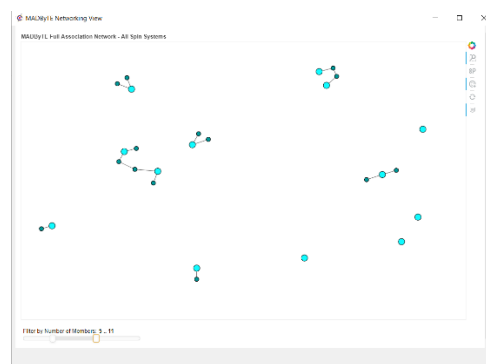 MADByTE Networking View
MADByTE Full Association Network - All Spin Systems
Filter by Number of Members: 3 .. 11